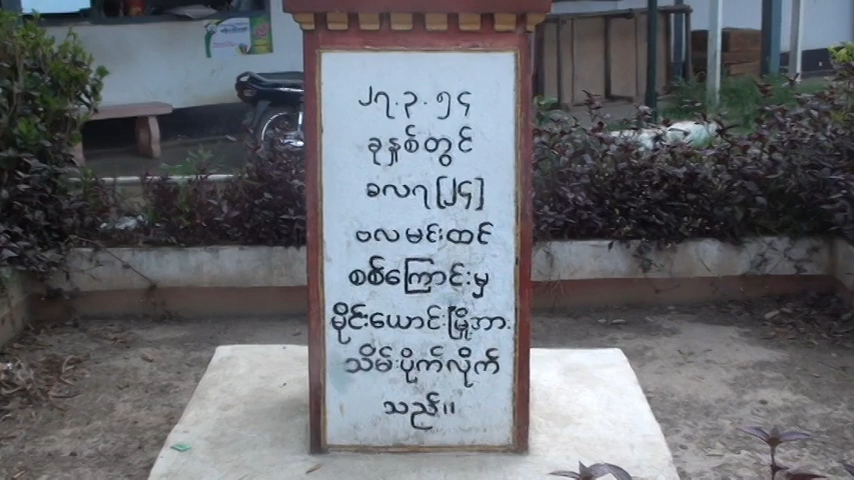 ၂၇.၃.၅၄
ခုနှစ်တွင်
ခလရ[၂၄]
ဗလမင်းထင်
စစ်ကြောင်းမှ
မိုင်းယောင်းမြို့အား
သိမ်းပိုက်လိုက်
သည်။